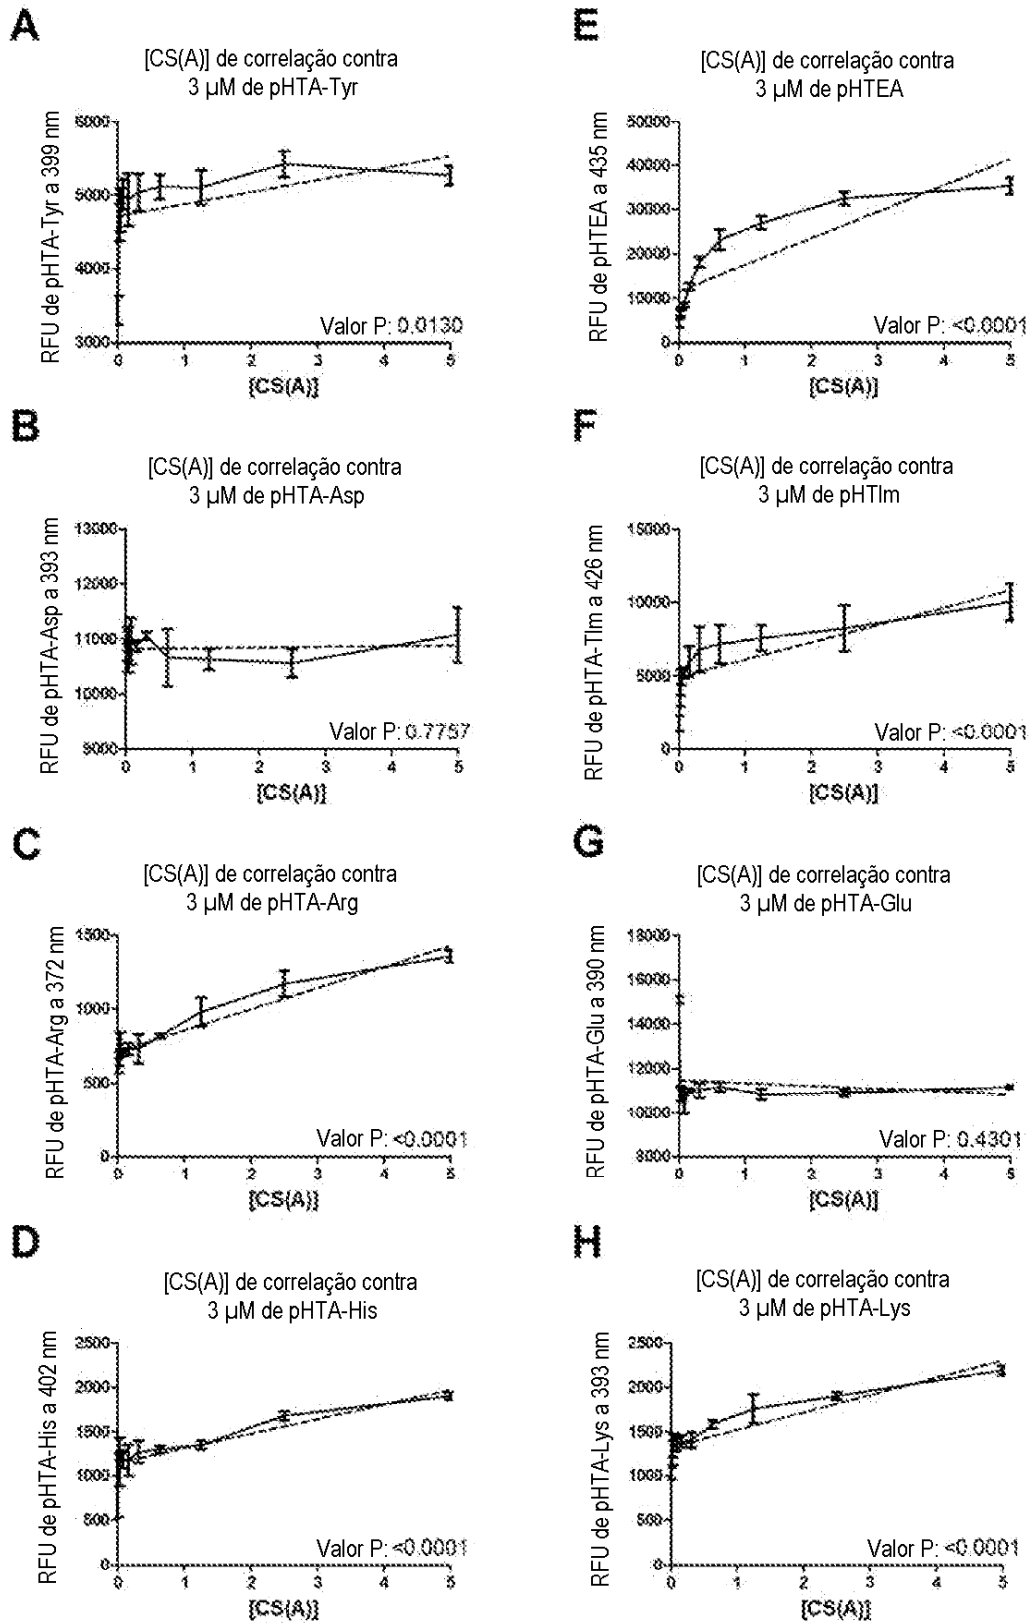 A
[CS(A)] de correlação contra
3 µM de pHTA-Tyr
RFU de pHTA-Tyr a 399 nm
6000
5000
4000
3000
Valor P: 0.0130
0 1 2 3 4 5
[CS(A)]
B
[CS(A)] de correlação contra
3 µM de pHTA-Asp
RFU de pHTA-Asp a 393 nm
13000
12000
11000
10000
9000
Valor P: 0.7757
0 1 2 3 4 5
[CS(A)]
C
[CS(A)] de correlação contra
3 µM de pHTA-Arg
RFU de pHTA-Arg a 372 nm
1500
1000
500
0
Valor P: <0.0001
0 1 2 3 4 5
[CS(A)]
D
[CS(A)] de correlação contra
3 µM de pHTA-His
RFU de pHTA-His a 402 nm
2500
2000
1500
1000
500
0
Valor P: <0.0001
0 1 2 3 4 5
[CS(A)]
E
[CS(A)] de correlação contra
3 µM de pHTEA
RFU de pHTEA a 435 nm
50000
40000
30000
20000
10000
0
Valor P: <0.0001
0 1 2 3 4 5
[CS(A)]
F
[CS(A)] de correlação contra
3 µM de pHTIm
RFU de pHTA-TIm a 426 nm
15000
10000
5000
0
Valor P: <0.0001
0 1 2 3 4 5
[CS(A)]
G
[CS(A)] de correlação contra
3 µM de pHTA-Glu
RFU de pHTA-Glu a 390 nm
18000
16000
14000
12000
10000
8000
Valor P: 0.4301
0 1 2 3 4 5
[CS(A)]
H
[CS(A)] de correlação contra
3 µM de pHTA-Lys
RFU de pHTA-Lys a 393 nm
2500
2000
1500
1000
500
0
Valor P: <0.0001
0 1 2 3 4 5
[CS(A)]